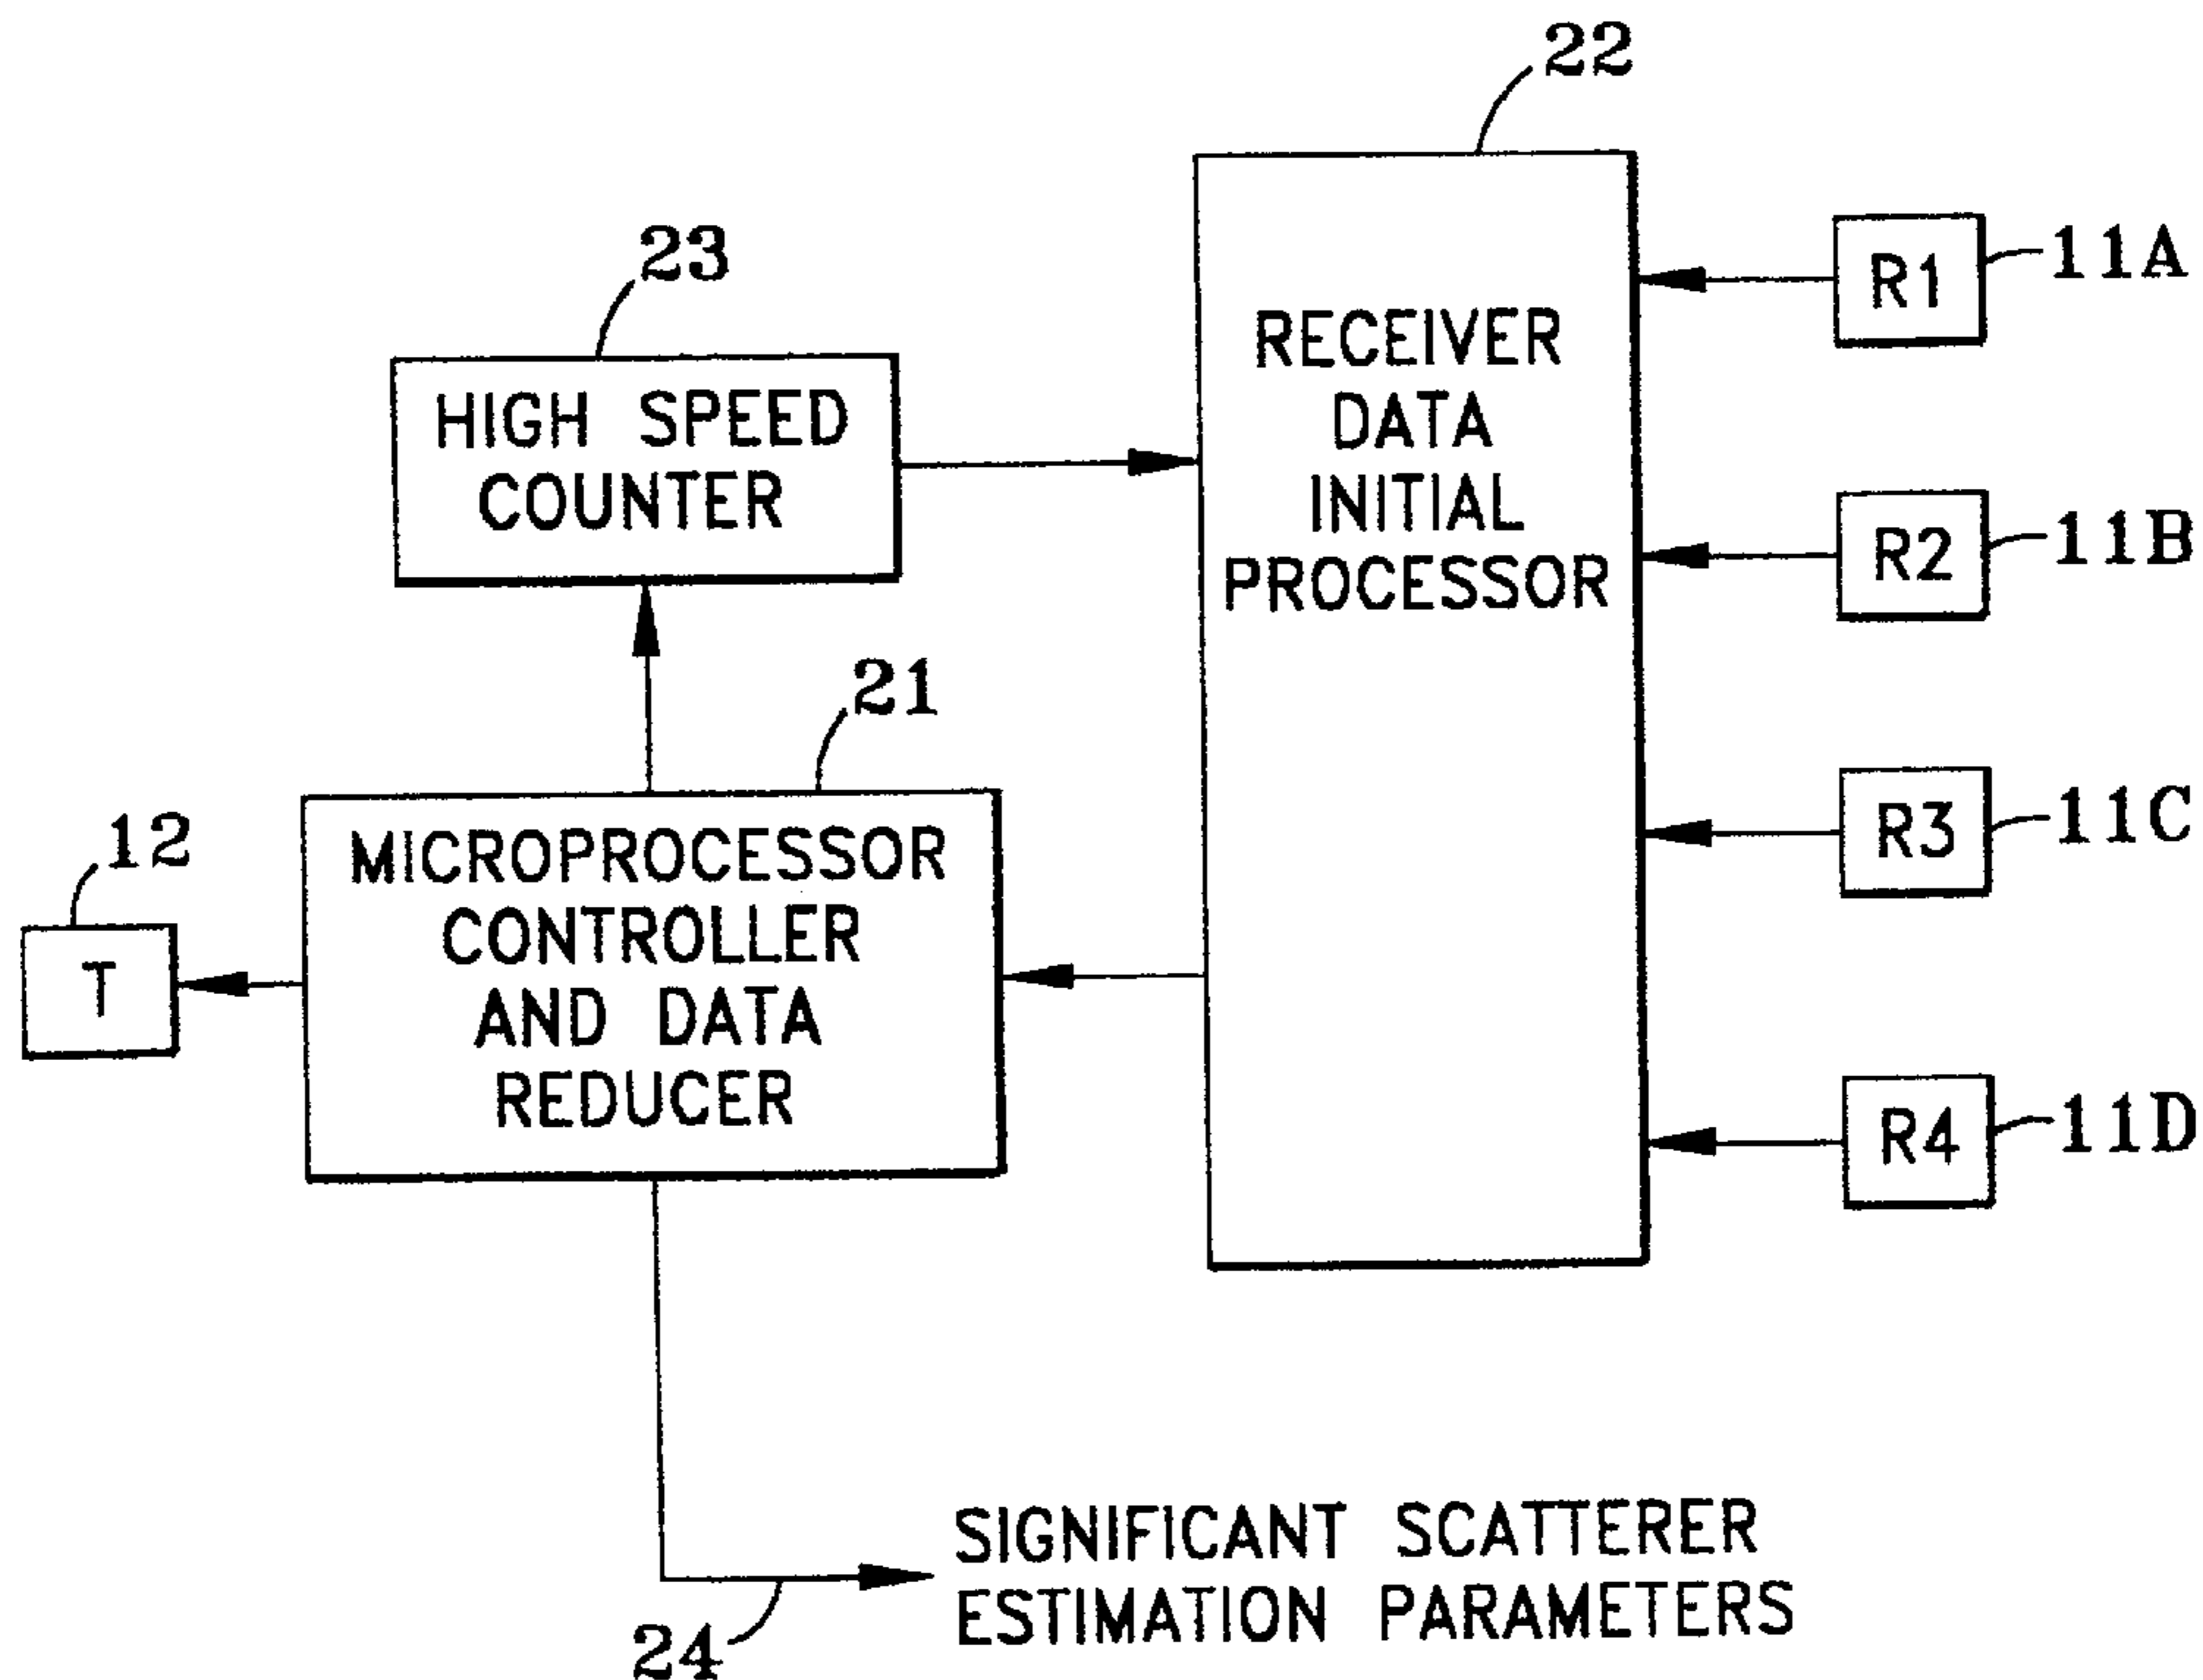 22
23
HIGH SPEED
COUNTER
RECEIVER
DATA
INITIAL
PROCESSOR
R1
11A
R2
11B
R3
11C
R4
11D
21
MICROPROCESSOR
CONTROLLER
AND DATA
REDUCER
12
T
SIGNIFICANT SCATTERER
ESTIMATION PARAMETERS
24